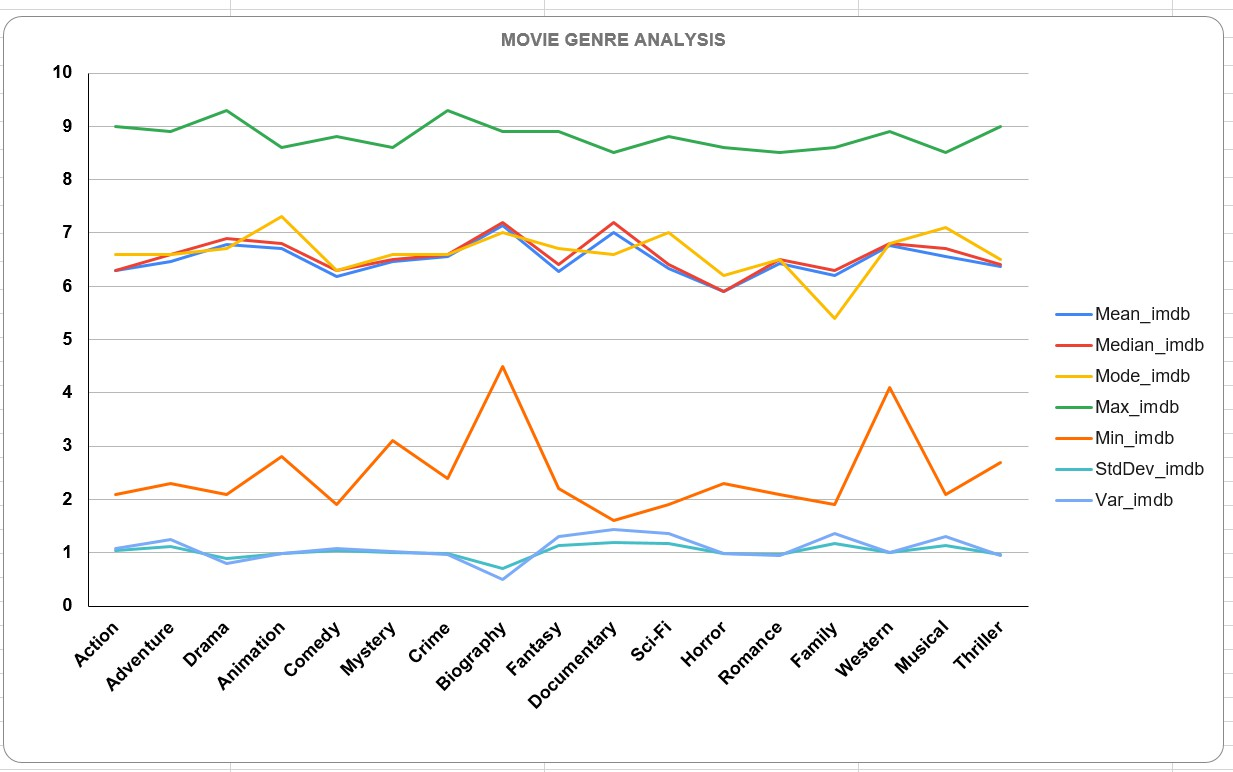 MOVIE GENRE ANALYSIS
10
9
8
7
6
5
4
3
2
1
0
Action
Adventure
Drama
Animation
Comedy
Mystery
Crime
Biography
Fantasy
Documentary
Sci-Fi
Horror
Romance
Family
Western
Musical
Thriller
Mean_imdb
Median_imdb
Mode_imdb
Max_imdb
Min_imdb
StdDev_imdb
Var_imdb